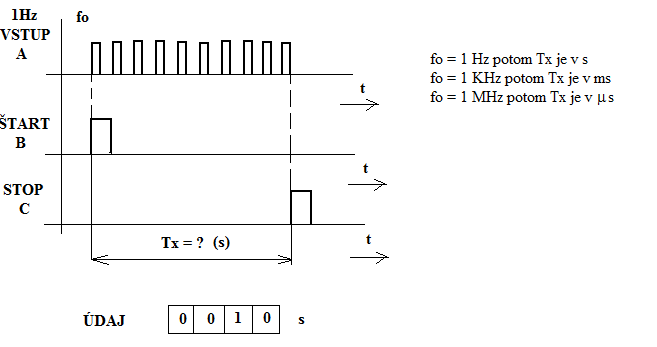 1Hz
fo
VSTUP
A
fo = 1 Hz potom Tx je v s
fo = 1 KHz potom Tx je v ms
fo = 1 MHz potom Tx je v µ s
t
ŠTART
B
t
STOP
C
Tx = ? (s)
t
ÚDAJ
0 0 1 0 s